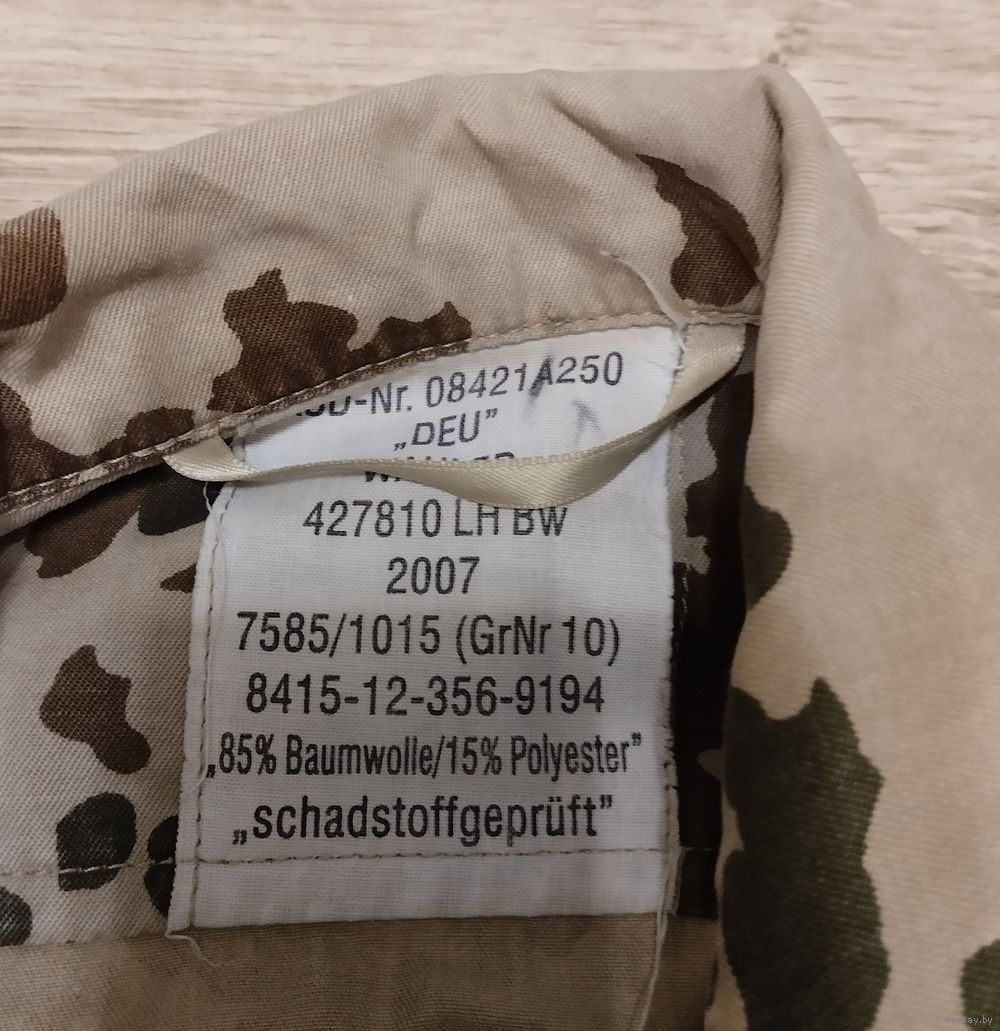 -Nr. 08421A250
„DEU”
427810 LH BW
2007
7585/1015 (GrNr 10)
8415-12-356-9194
„85% Baumwolle/15% Polyester”
„schadstoffgeprüft”